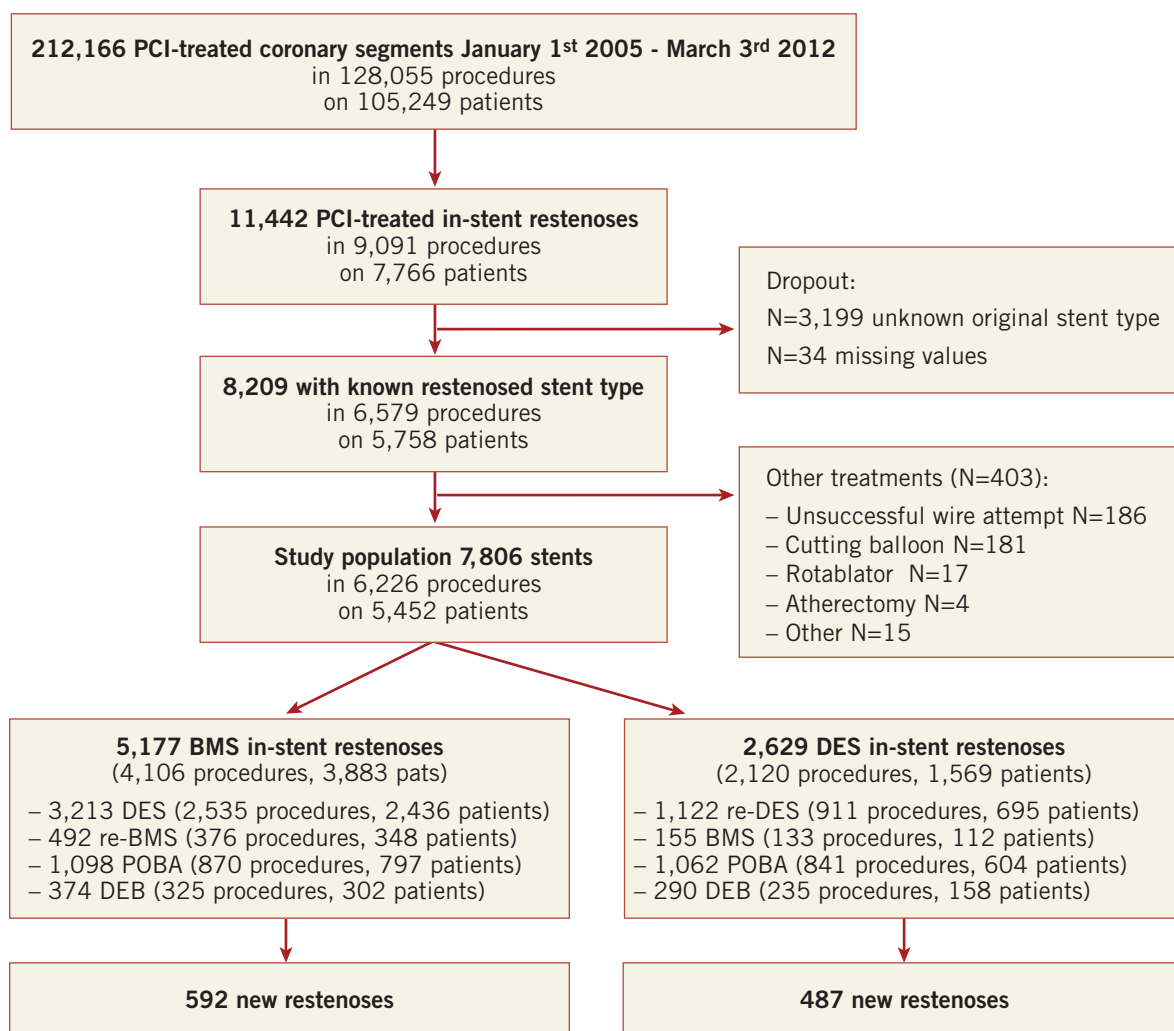 212,166 PCI-treated coronary segments January 1st 2005 - March 3rd 2012
in 128,055 procedures
on 105,249 patients
11,442 PCI-treated in-stent restenoses
in 9,091 procedures
on 7,766 patients
Dropout:
N=3,199 unknown original stent type
N=34 missing values
8,209 with known restenosed stent type
in 6,579 procedures
on 5,758 patients
Other treatments (N=403):
– Unsuccessful wire attempt N=186
– Cutting balloon N=181
– Rotablator N=17
– Atherectomy N=4
– Other N=15
Study population 7,806 stents
in 6,226 procedures
on 5,452 patients
5,177 BMS in-stent restenoses
(4,106 procedures, 3,883 pats)
– 3,213 DES (2,535 procedures, 2,436 patients)
– 492 re-BMS (376 procedures, 348 patients)
– 1,098 POBA (870 procedures, 797 patients)
– 374 DEB (325 procedures, 302 patients)
2,629 DES in-stent restenoses
(2,120 procedures, 1,569 patients)
– 1,122 re-DES (911 procedures, 695 patients)
– 155 BMS (133 procedures, 112 patients)
– 1,062 POBA (841 procedures, 604 patients)
– 290 DEB (235 procedures, 158 patients)
592 new restenoses
487 new restenoses